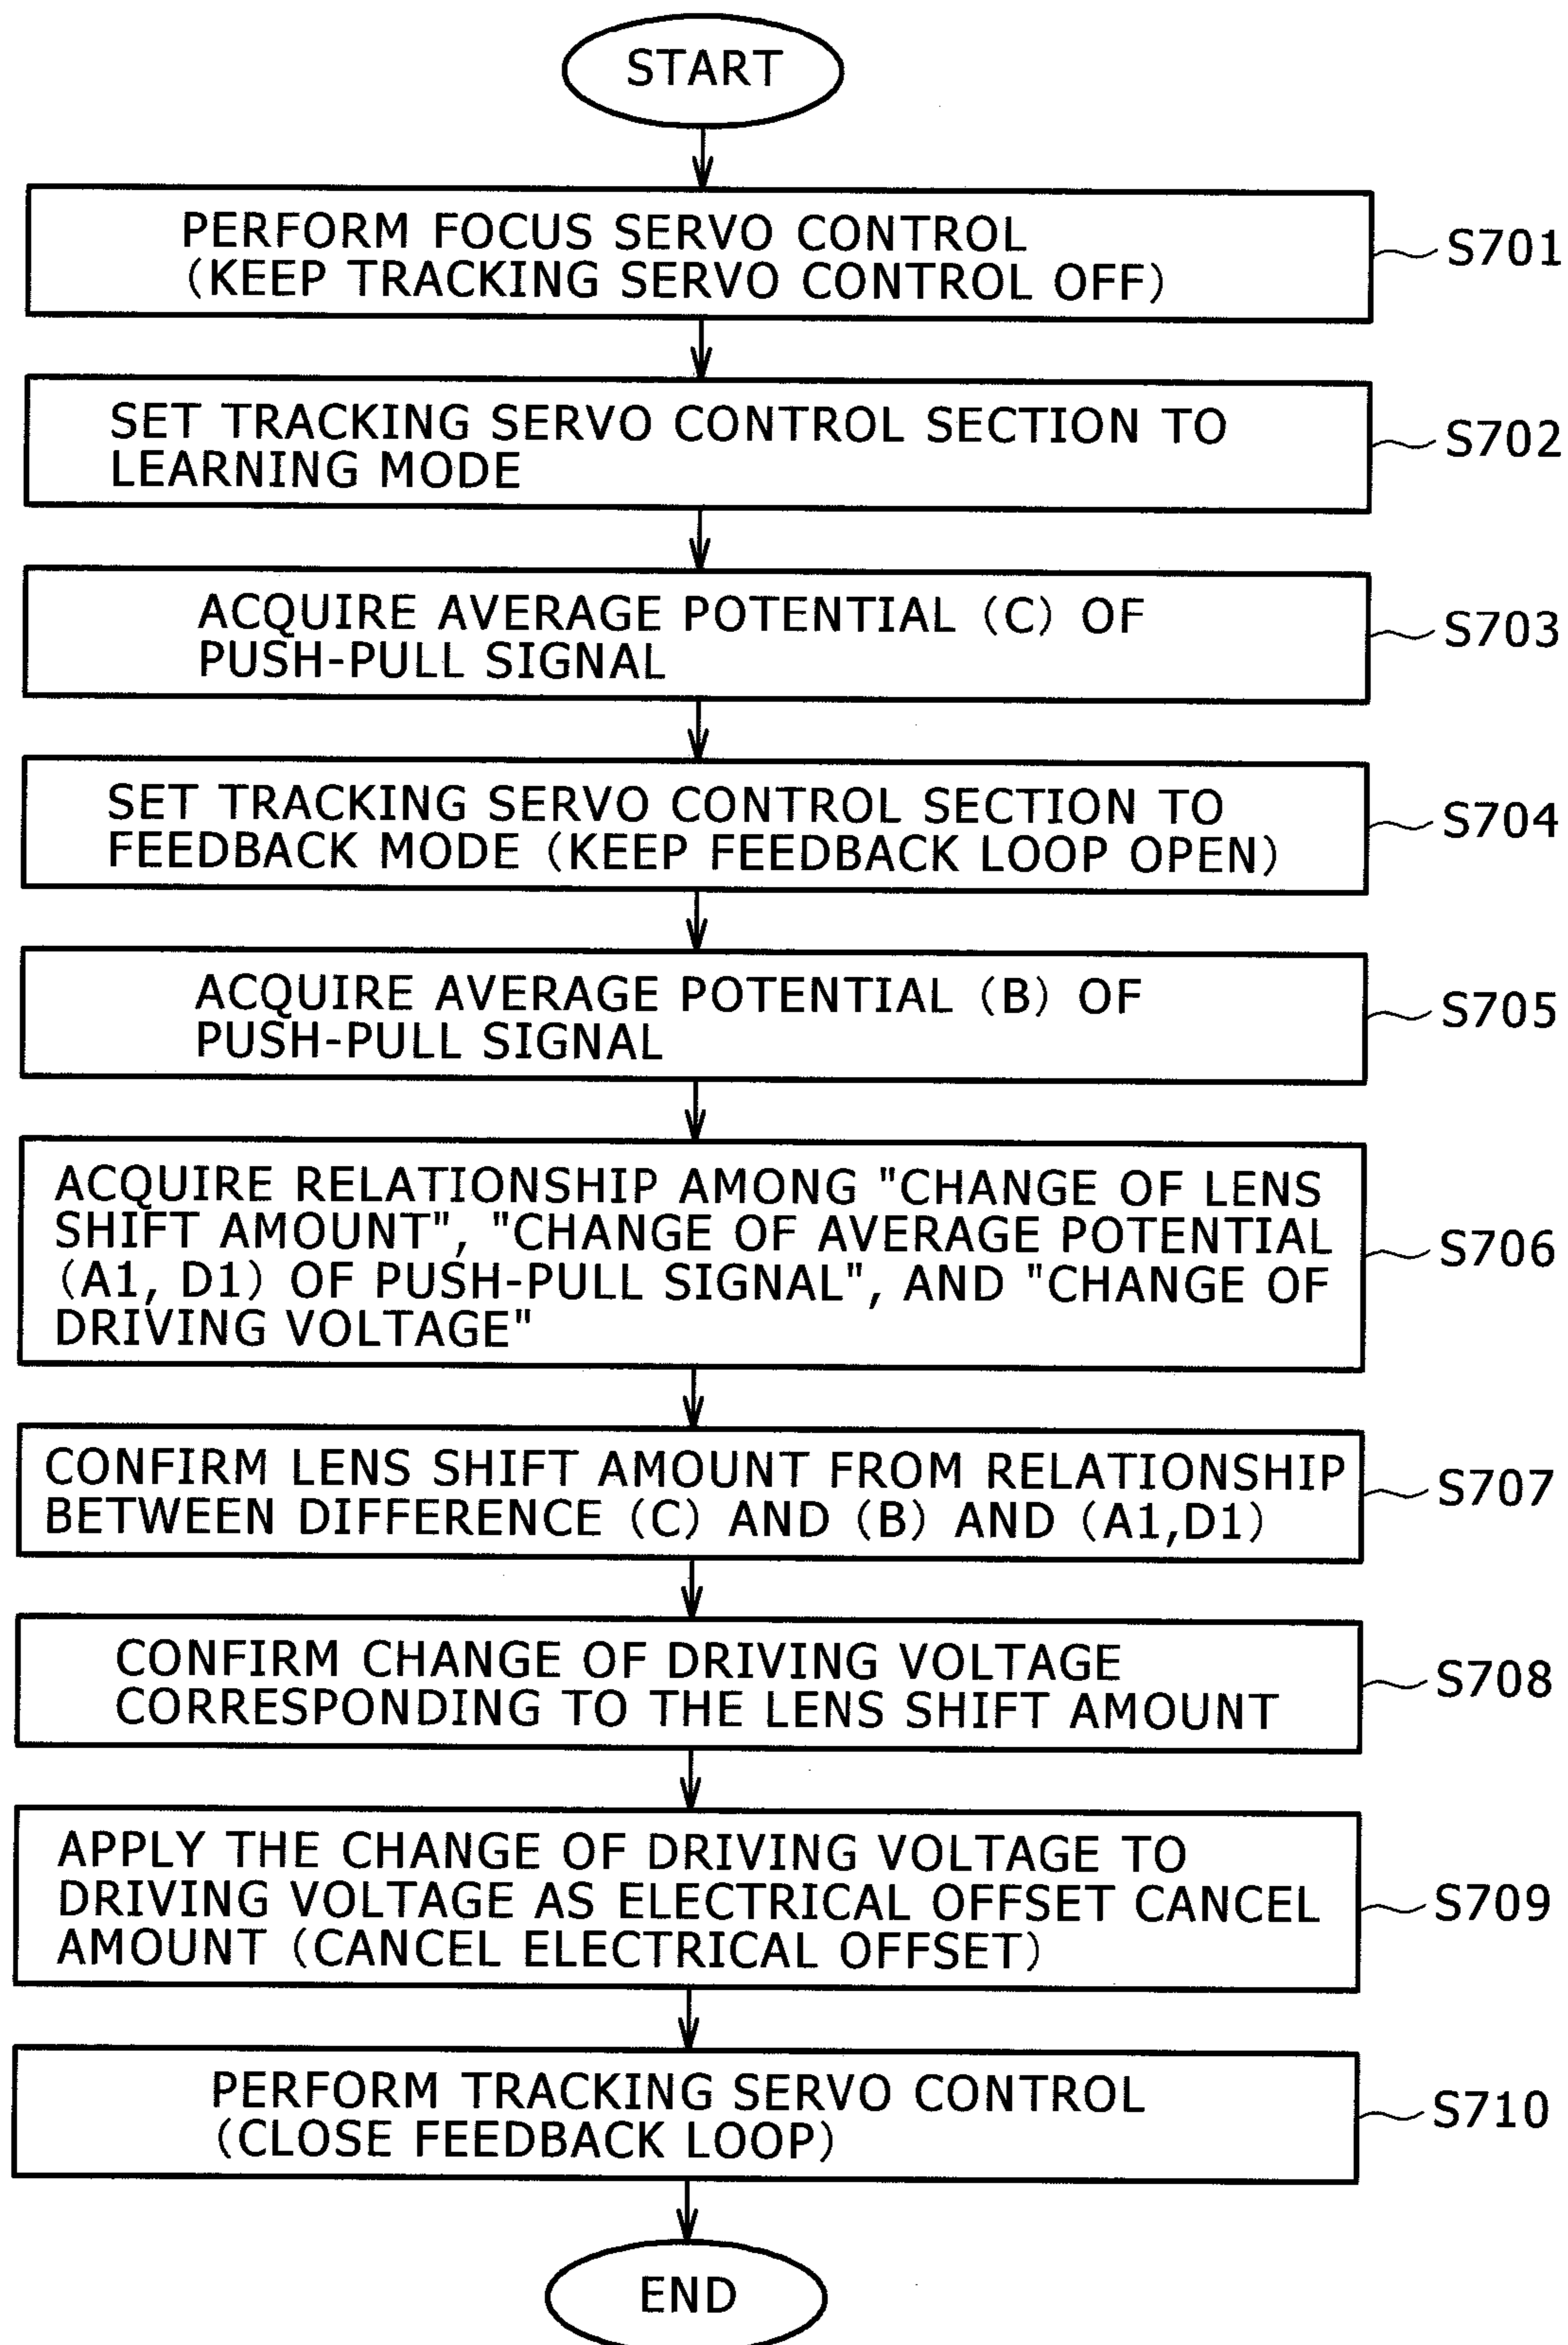 START
PERFORM FOCUS SERVO CONTROL
(KEEP TRACKING SERVO CONTROL OFF)
S701
SET TRACKING SERVO CONTROL SECTION TO
LEARNING MODE
S702
ACQUIRE AVERAGE POTENTIAL (C) OF
PUSH-PULL SIGNAL
S703
SET TRACKING SERVO CONTROL SECTION TO
FEEDBACK MODE (KEEP FEEDBACK LOOP OPEN)
S704
ACQUIRE AVERAGE POTENTIAL (B) OF
PUSH-PULL SIGNAL
S705
ACQUIRE RELATIONSHIP AMONG "CHANGE OF LENS
SHIFT AMOUNT", "CHANGE OF AVERAGE POTENTIAL
(A1, D1) OF PUSH-PULL SIGNAL", AND "CHANGE OF
DRIVING VOLTAGE"
S706
CONFIRM LENS SHIFT AMOUNT FROM RELATIONSHIP
BETWEEN DIFFERENCE (C) AND (B) AND (A1,D1)
S707
CONFIRM CHANGE OF DRIVING VOLTAGE
CORRESPONDING TO THE LENS SHIFT AMOUNT
S708
APPLY THE CHANGE OF DRIVING VOLTAGE TO
DRIVING VOLTAGE AS ELECTRICAL OFFSET CANCEL
AMOUNT (CANCEL ELECTRICAL OFFSET)
S709
PERFORM TRACKING SERVO CONTROL
(CLOSE FEEDBACK LOOP)
S710
END